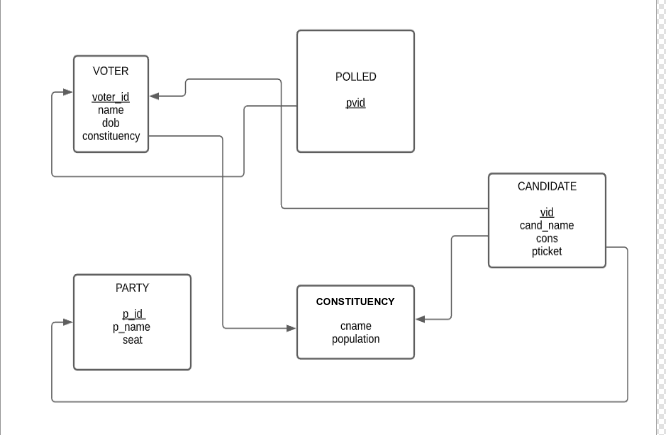 VOTER
voter_id
name
dob
constituency
POLLED
pvid
CANDIDATE
vid
cand_name
cons
pticket
PARTY
p_id
p_name
seat
CONSTITUENCY
cname
population